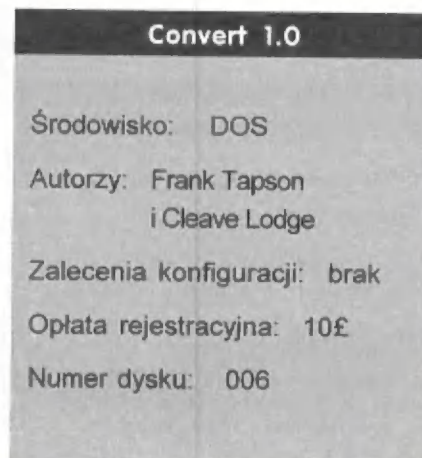 Convert 1.0
Środowisko: DOS
Autorzy: Frank Tapson
i Cleave Lodge
Zalecenia konfiguracji: brak
Opłata rejestracyjna: 10£
Numer dysku: 006